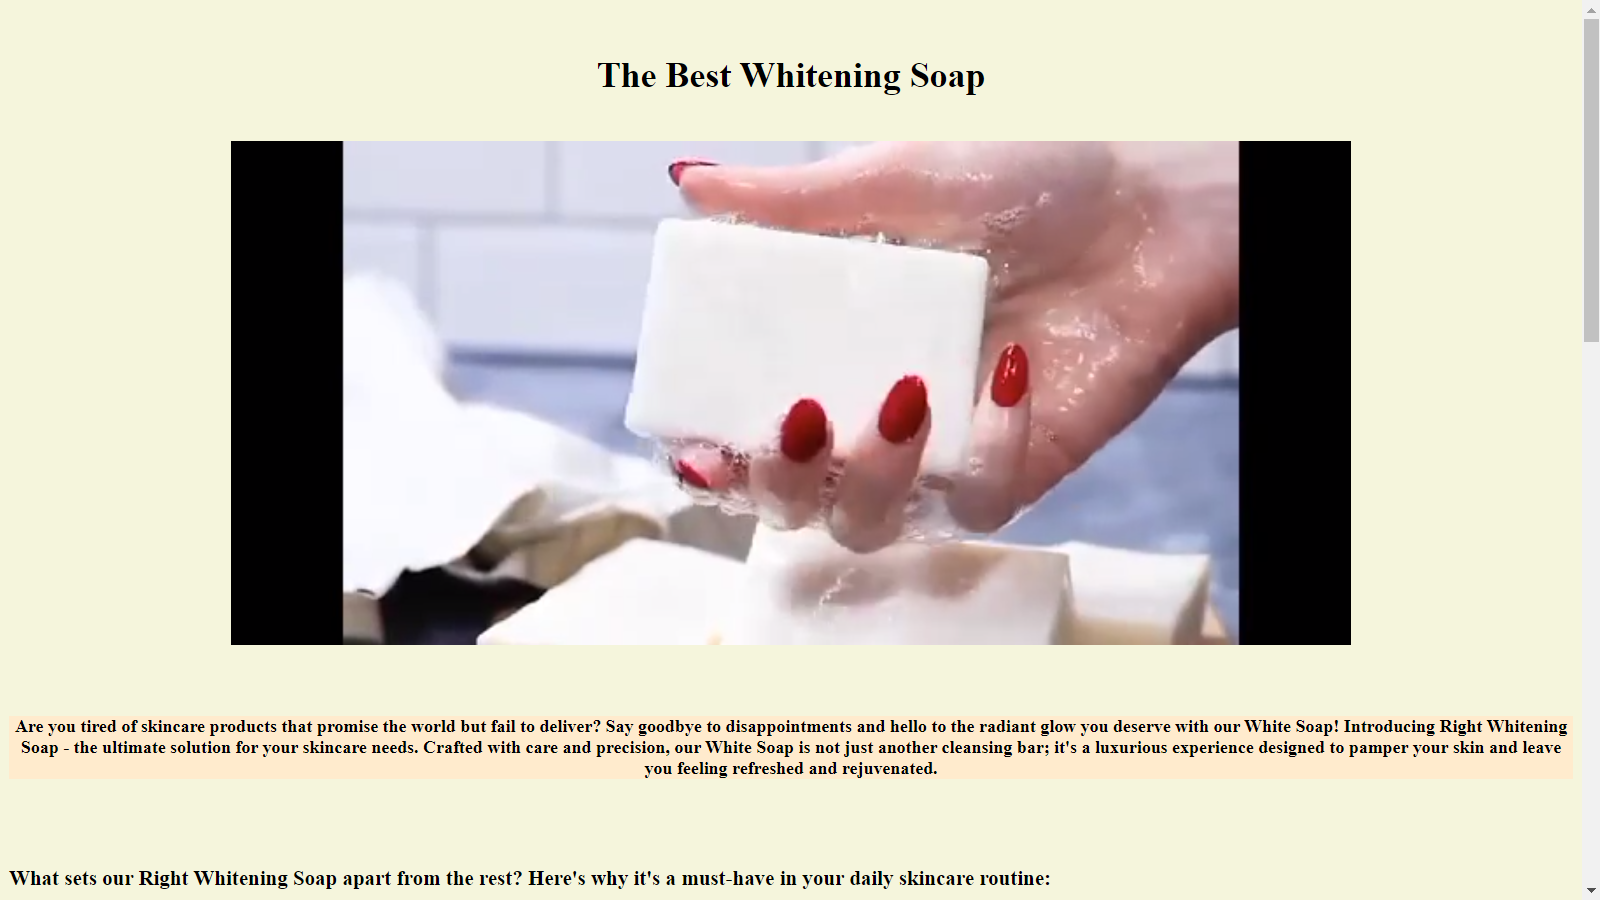 The Best Whitening Soap
Are you tired of skincare products that promise the world but fail to deliver? Say goodbye to disappointments and hello to the radiant glow you deserve with our White Soap! Introducing Right Whitening
Soap - the ultimate solution for your skincare needs. Crafted with care and precision, our White Soap is not just another cleansing bar; it's a luxurious experience designed to pamper your skin and leave
you feeling refreshed and rejuvenated.
What sets our Right Whitening Soap apart from the rest? Here's why it's a must-have in your daily skincare routine: